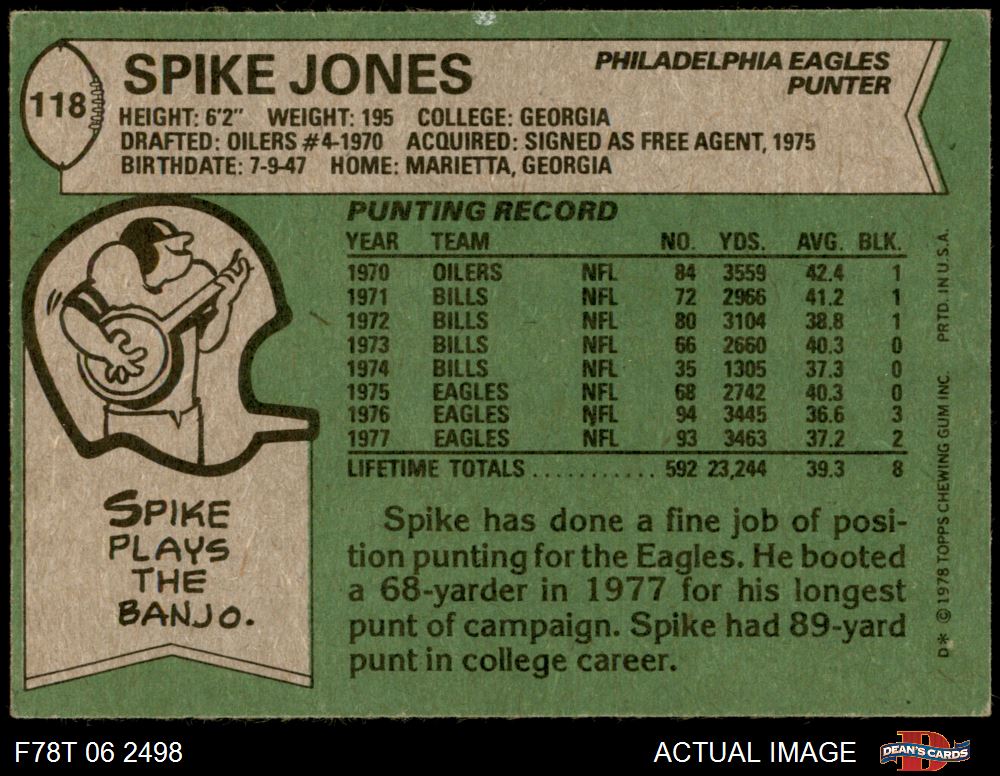 118
SPIKE JONES
PHILADELPHIA EAGLES
PUNTER
HEIGHT: 6'2" WEIGHT: 195 COLLEGE: GEORGIA
DRAFTED: OILERS #4-1970 ACQUIRED: SIGNED AS FREE AGENT, 1975
BIRTHDATE: 7-9-47 HOME: MARIETTA, GEORGIA
PUNTING RECORD
YEAR TEAM NO. YDS. AVG. BLK.
1970 OILERS NFL 84 3559 42.4 1
1971 BILLS NFL 72 2966 41.2 1
1972 BILLS NFL 80 3104 38.8 1
1973 BILLS NFL 66 2660 40.3 0
1974 BILLS NFL 35 1305 37.3 0
1975 EAGLES NFL 68 2742 40.3 0
1976 EAGLES NFL 94 3445 36.6 3
1977 EAGLES NFL 93 3463 37.2 2
LIFETIME TOTALS ........... 592 23,244 39.3 8
SPIKE
PLAYS
THE
BANJO.
Spike has done a fine job of posi-
tion punting for the Eagles. He booted
a 68-yarder in 1977 for his longest
punt of campaign. Spike had 89-yard
punt in college career.
D* © 1978 TOPPS CHEWING GUM INC. PRTD. IN U.S.A.
F78T 06 2498
ACTUAL IMAGE
DEAN'S CARDS